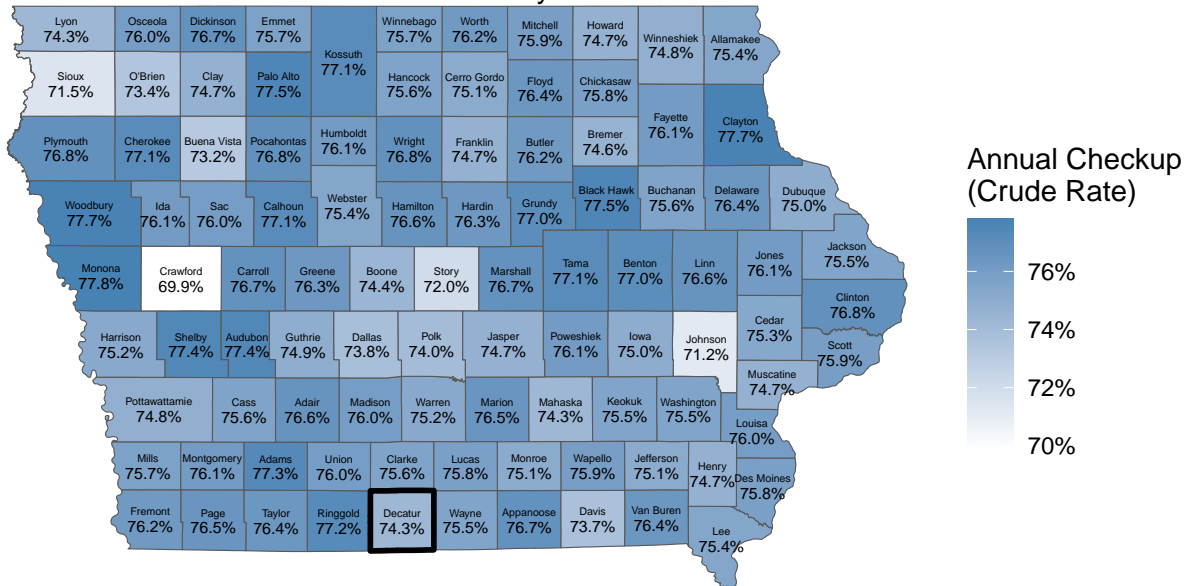 Lyon
74.3%
Osceola
76.0%
Dickinson
76.7%
Emmet
75.7%
Kossuth
77.1%
Winnebago
75.7%
Worth
76.2%
Mitchell
75.9%
Howard
74.7%
Winneshiek
74.8%
Allamakee
75.4%
Sioux
71.5%
O'Brien
73.4%
Clay
74.7%
Palo Alto
77.5%
Hancock
75.6%
Cerro Gordo
75.1%
Floyd
76.4%
Chickasaw
75.8%
Fayette
76.1%
Clayton
77.7%
Plymouth
76.8%
Cherokee
77.1%
Buena Vista
73.2%
Pocahontas
76.8%
Humboldt
76.1%
Wright
76.8%
Franklin
74.7%
Butler
76.2%
Bremer
74.6%
Woodbury
77.7%
Ida
76.1%
Sac
76.0%
Calhoun
77.1%
Webster
75.4%
Hamilton
76.6%
Hardin
76.3%
Grundy
77.0%
Black Hawk
77.5%
Buchanan
75.6%
Delaware
76.4%
Dubuque
75.0%
Monona
77.8%
Crawford
69.9%
Carroll
76.7%
Greene
76.3%
Boone
74.4%
Story
72.0%
Marshall
76.7%
Tama
77.1%
Benton
77.0%
Linn
76.6%
Jones
76.1%
Jackson
75.5%
Clinton
76.8%
Harrison
75.2%
Shelby
77.4%
Audubon
77.4%
Guthrie
74.9%
Dallas
73.8%
Polk
74.0%
Jasper
74.7%
Poweshiek
76.1%
Iowa
75.0%
Johnson
71.2%
Cedar
75.3%
Scott
75.9%
Muscatine
74.7%
Pottawattamie
74.8%
Cass
75.6%
Adair
76.6%
Madison
76.0%
Warren
75.2%
Marion
76.5%
Mahaska
74.3%
Keokuk
75.5%
Washington
75.5%
Louisa
76.0%
Mills
75.7%
Montgomery
76.1%
Adams
77.3%
Union
76.0%
Clarke
75.6%
Lucas
75.8%
Monroe
75.1%
Wapello
75.9%
Jefferson
75.1%
Henry
74.7%
Des Moines
75.8%
Fremont
76.2%
Page
76.5%
Taylor
76.4%
Ringgold
77.2%
Decatur
74.3%
Wayne
75.5%
Appanoose
76.7%
Davis
73.7%
Van Buren
76.4%
Lee
75.4%
Annual Checkup
(Crude Rate)
76%
74%
72%
70%